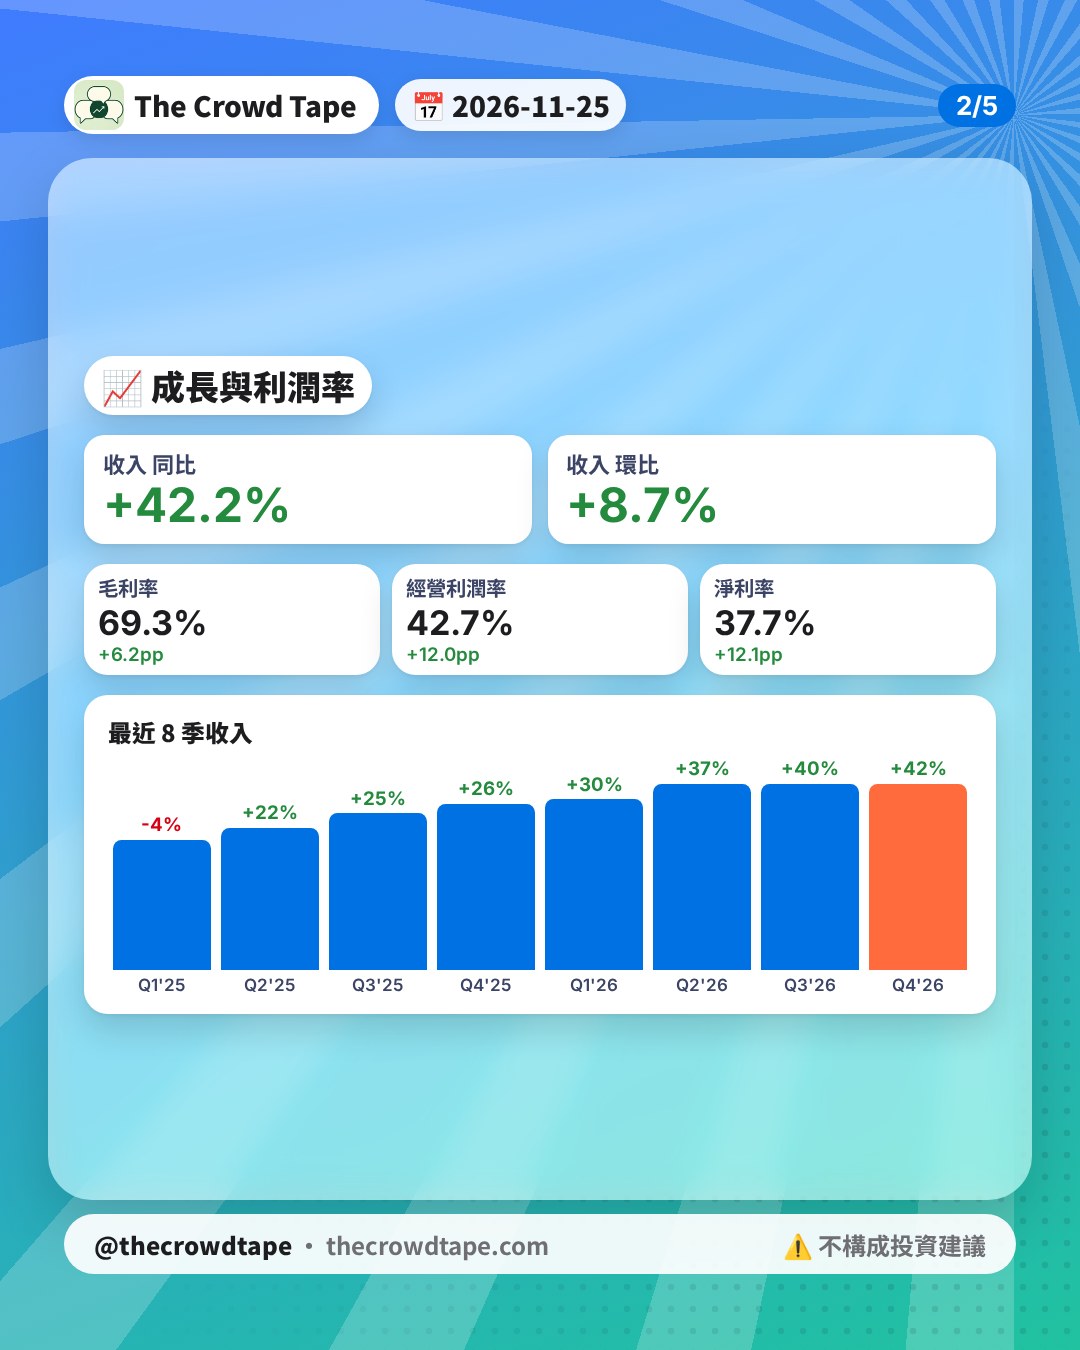 The Crowd Tape
2026-11-25
2/5
成長與利潤率
收入 同比
+42.2%
收入 環比
+8.7%
毛利率
69.3%
+6.2pp
經營利潤率
42.7%
+12.0pp
淨利率
37.7%
+12.1pp
最近 8 季收入
-4% +22% +25% +26% +30% +37% +40% +42%
Q1'25 Q2'25 Q3'25 Q4'25 Q1'26 Q2'26 Q3'26 Q4'26
@thecrowdtape • thecrowdtape.com
⚠️ 不構成投資建議